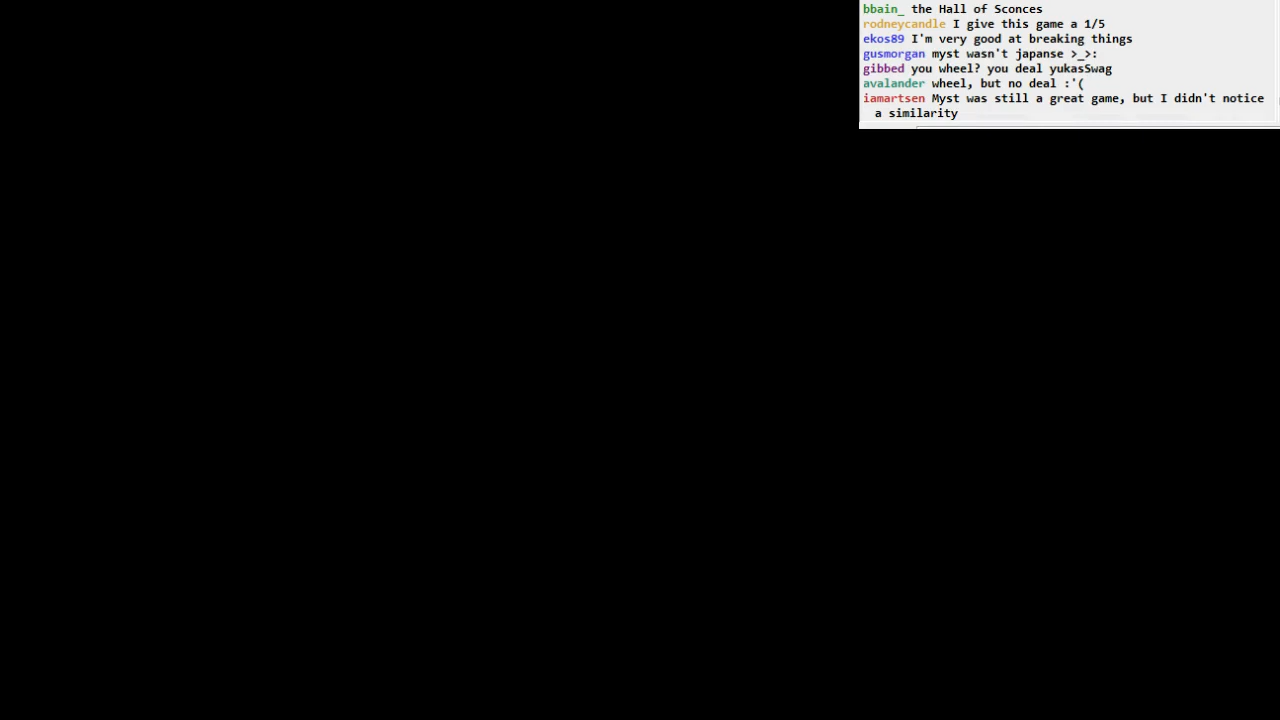 bbain_ the Hall of Sconces
rodneycandle I give this game a 1/5
ekos89 I'm very good at breaking things
gusmorgan myst wasn't japanse >_>:
gibbed you wheel? you deal yukasSwag
avalander wheel, but no deal :'(
iamartsen Myst was still a great game, but I didn't notice
a similarity